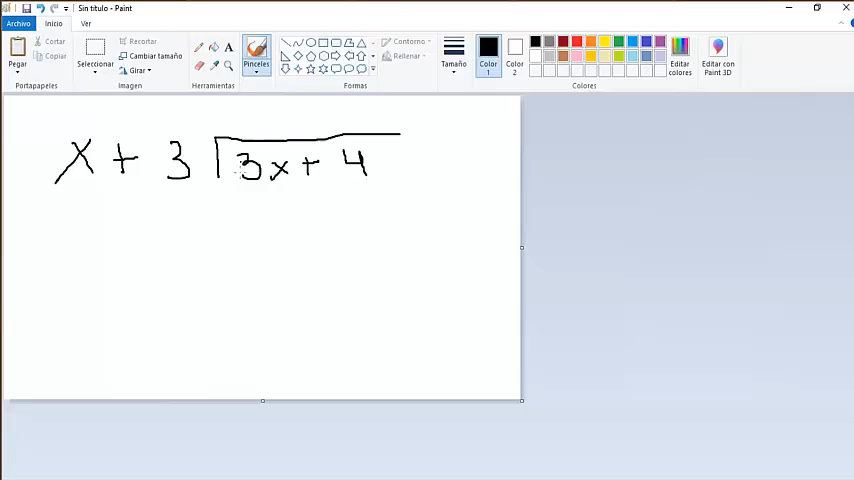 Sin título - Paint
Archivo Inicio Ver
Pegar Cortar Copiar Seleccionar Recortar Cambiar tamaño Girar A Pinceles Contorno Rellenar Tamaño Color 1 Color 2 Editar colores Editar con Paint 3D
Portapapeles Imagen Herramientas Formas Colores
x + 3 3x + 4